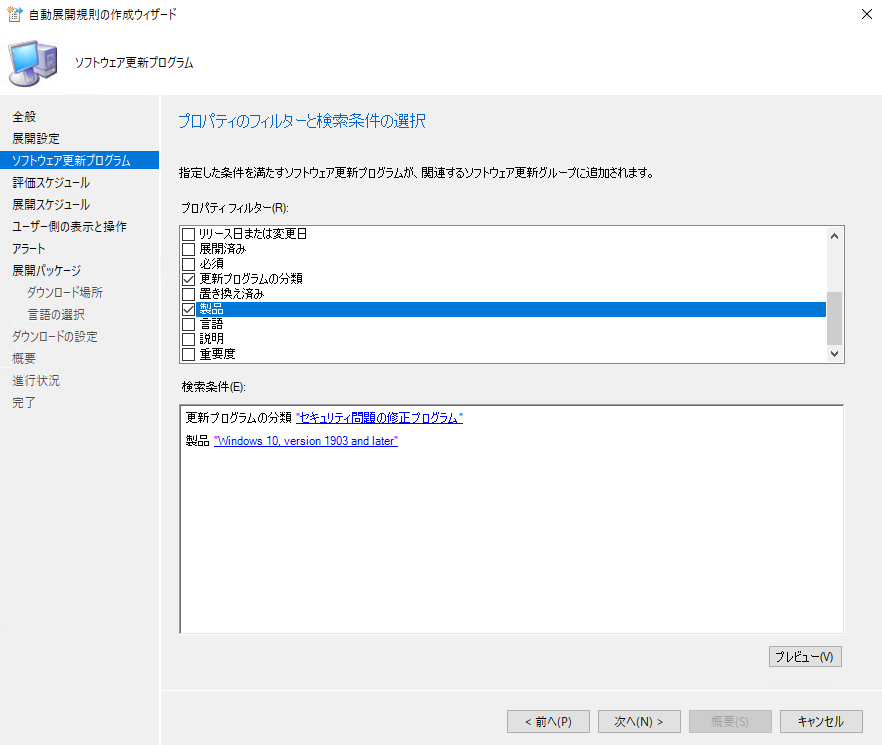 自動展開規則の作成ウィザード
ソフトウェア更新プログラム
全般
展開設定
ソフトウェア更新プログラム
評価スケジュール
展開スケジュール
ユーザー側の表示と操作
アラート
展開パッケージ
ダウンロード場所
言語の選択
ダウンロードの設定
概要
進行状況
完了
プロパティのフィルターと検索条件の選択
指定した条件を満たすソフトウェア更新プログラムが、関連するソフトウェア更新グループに追加されます。
プロパティ フィルター(R):
リリース日または変更日
展開済み
必須
更新プログラムの分類
置き換え済み
製品
言語
説明
重要度
検索条件(E):
更新プログラムの分類 "セキュリティ問題の修正プログラム"
製品 "Windows 10, version 1903 and later"
プレビュー(V)
< 前へ(P) 次へ(N) > 概要(S) キャンセル